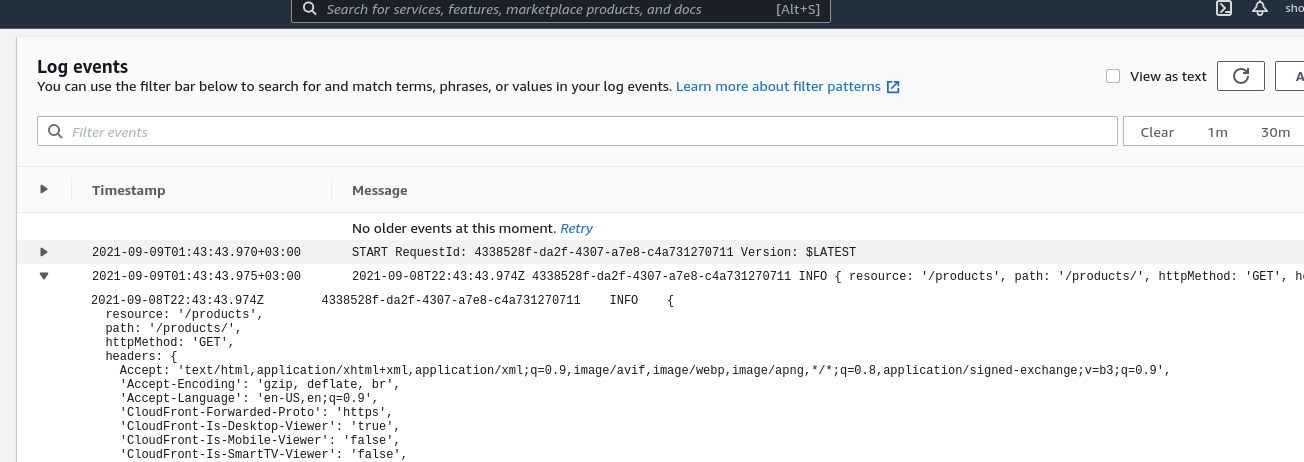 Search for services, features, marketplace products, and docs [Alt+S]
sho
Log events
You can use the filter bar below to search for and match terms, phrases, or values in your log events. Learn more about filter patterns
View as text
A
Filter events
Clear 1m 30m
Timestamp Message
No older events at this moment. Retry
2021-09-09T01:43:43.970+03:00 START RequestId: 4338528f-da2f-4307-a7e8-c4a731270711 Version: $LATEST
2021-09-09T01:43:43.975+03:00 2021-09-08T22:43:43.974Z 4338528f-da2f-4307-a7e8-c4a731270711 INFO { resource: '/products', path: '/products/', httpMethod: 'GET', he
2021-09-08T22:43:43.974Z 4338528f-da2f-4307-a7e8-c4a731270711 INFO {
resource: '/products',
path: '/products/',
httpMethod: 'GET',
headers: {
Accept: 'text/html,application/xhtml+xml,application/xml;q=0.9,image/avif,image/webp,image/apng,*/*;q=0.8,application/signed-exchange;v=b3;q=0.9',
'Accept-Encoding': 'gzip, deflate, br',
'Accept-Language': 'en-US,en;q=0.9',
'CloudFront-Forwarded-Proto': 'https',
'CloudFront-Is-Desktop-Viewer': 'true',
'CloudFront-Is-Mobile-Viewer': 'false',
'CloudFront-Is-SmartTV-Viewer': 'false',